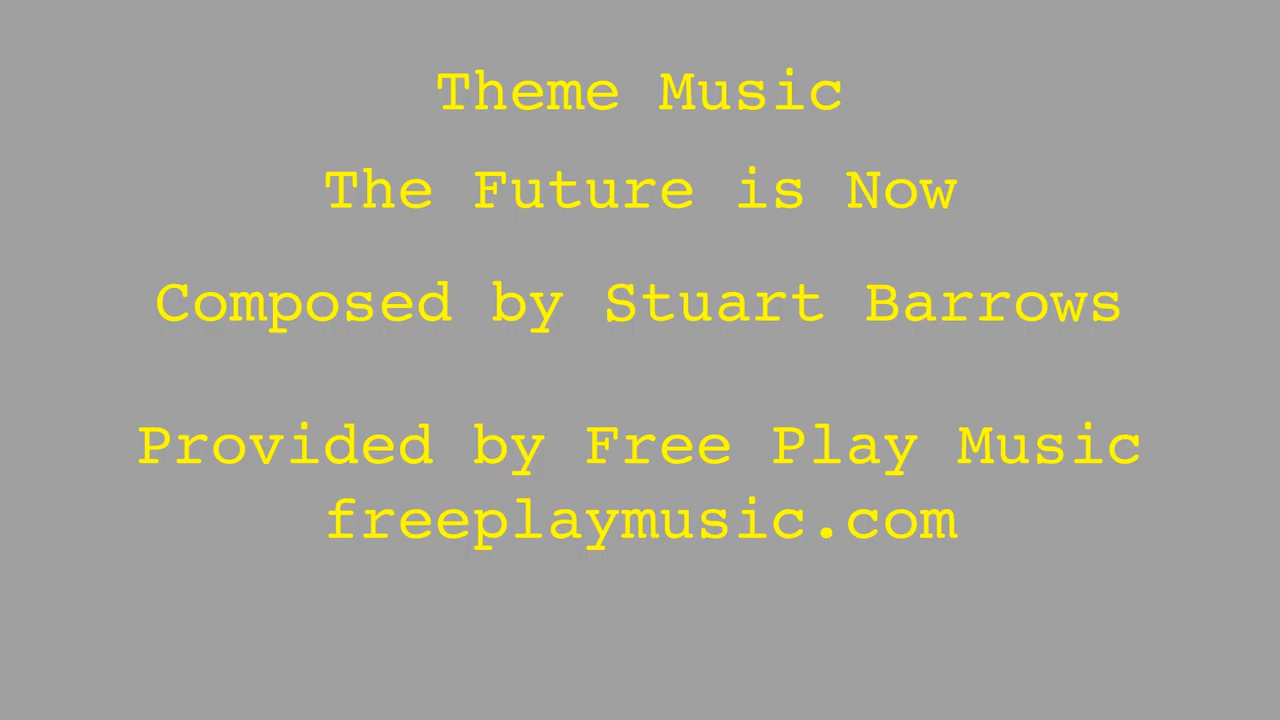 Theme Music
The Future is Now
Composed by Stuart Barrows
Provided by Free Play Music
freeplaymusic.com